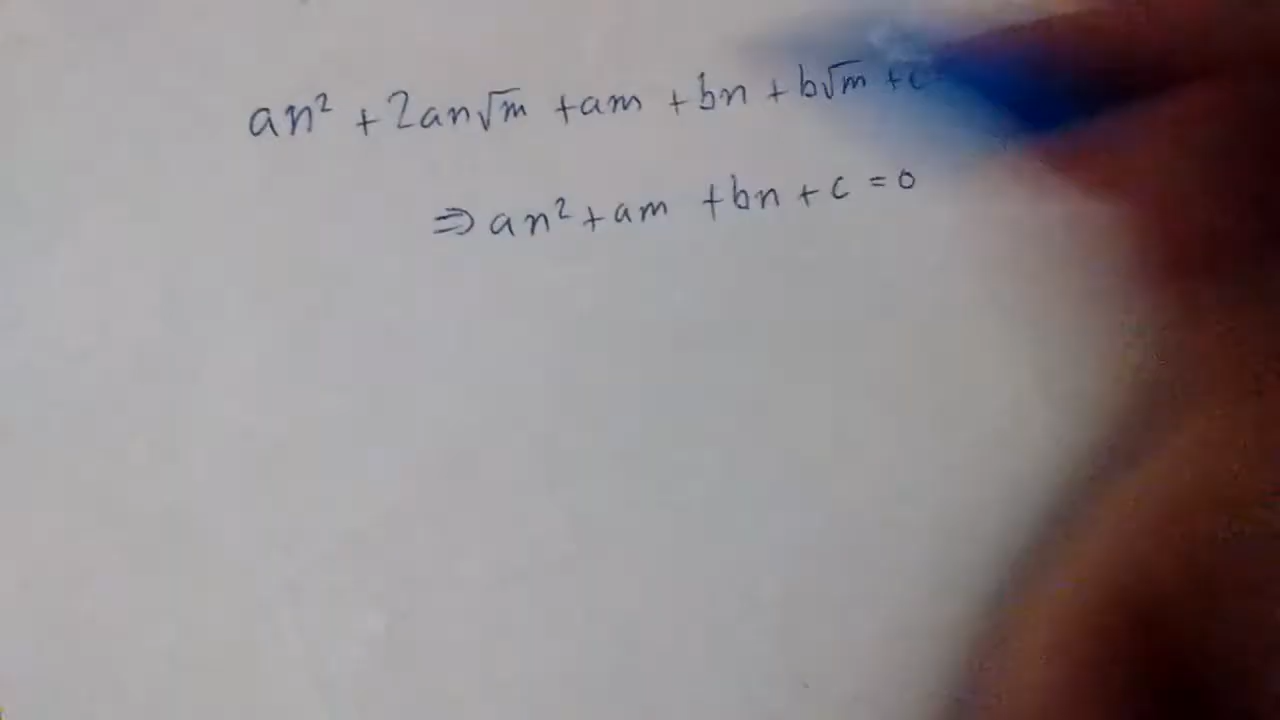 an² + 2an√m + am + bn + b√m + c
⇒ an² + am + bn + c = 0